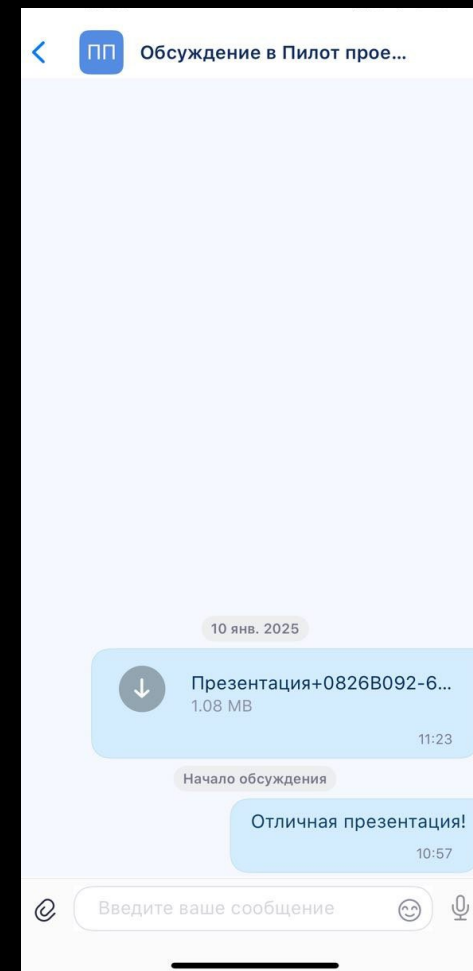 ПП
Обсуждение в Пилот прое...
10 янв. 2025
Презентация+0826B092-6...
1.08 MB
11:23
Начало обсуждения
Отличная презентация!
10:57
Введите ваше сообщение